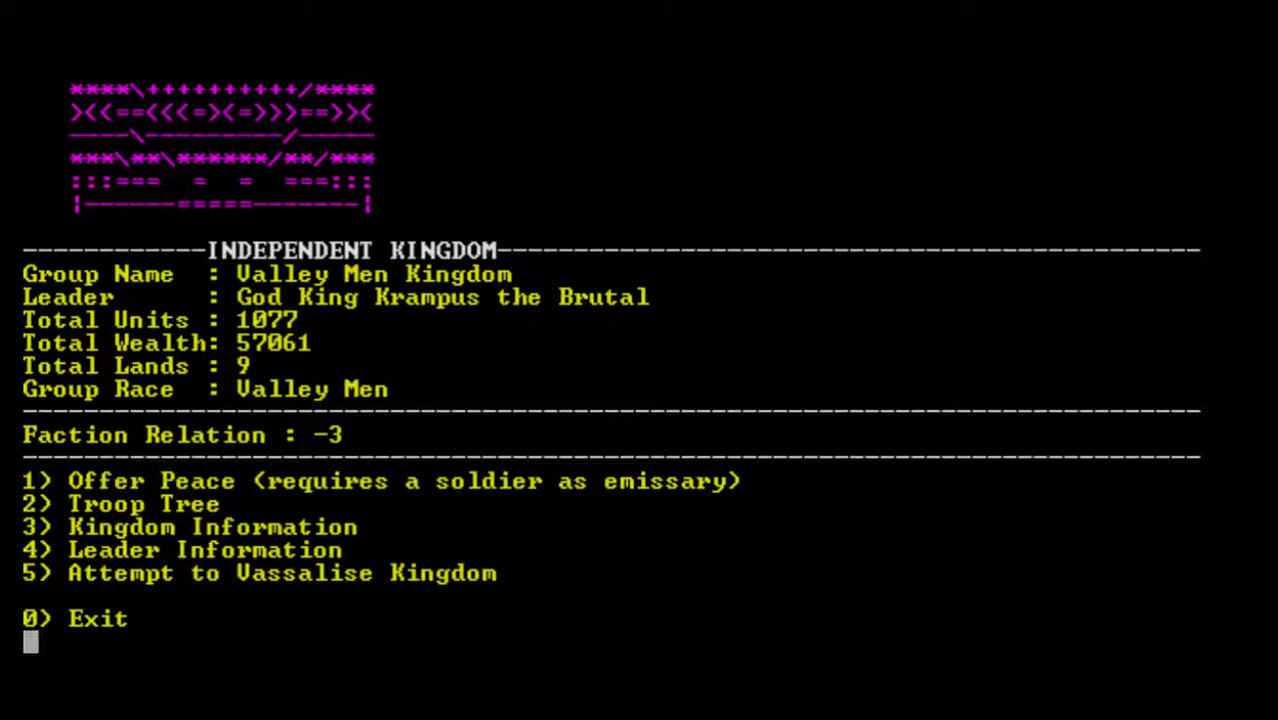 ****\++++++++++/****
><<==<<<=><=>>>==>><
----\---------/-----
***\**\******/**/***
:::===  =  =  ===:::
|------=====-------|
------------INDEPENDENT KINGDOM----------------------------------------------
Group Name  : Valley Men Kingdom
Leader      : God King Krampus the Brutal
Total Units : 1077
Total Wealth: 57061
Total Lands : 9
Group Race  : Valley Men
-----------------------------------------------------------------------------
Faction Relation : -3
-----------------------------------------------------------------------------
1) Offer Peace (requires a soldier as emissary)
2) Troop Tree
3) Kingdom Information
4) Leader Information
5) Attempt to Vassalise Kingdom
0) Exit